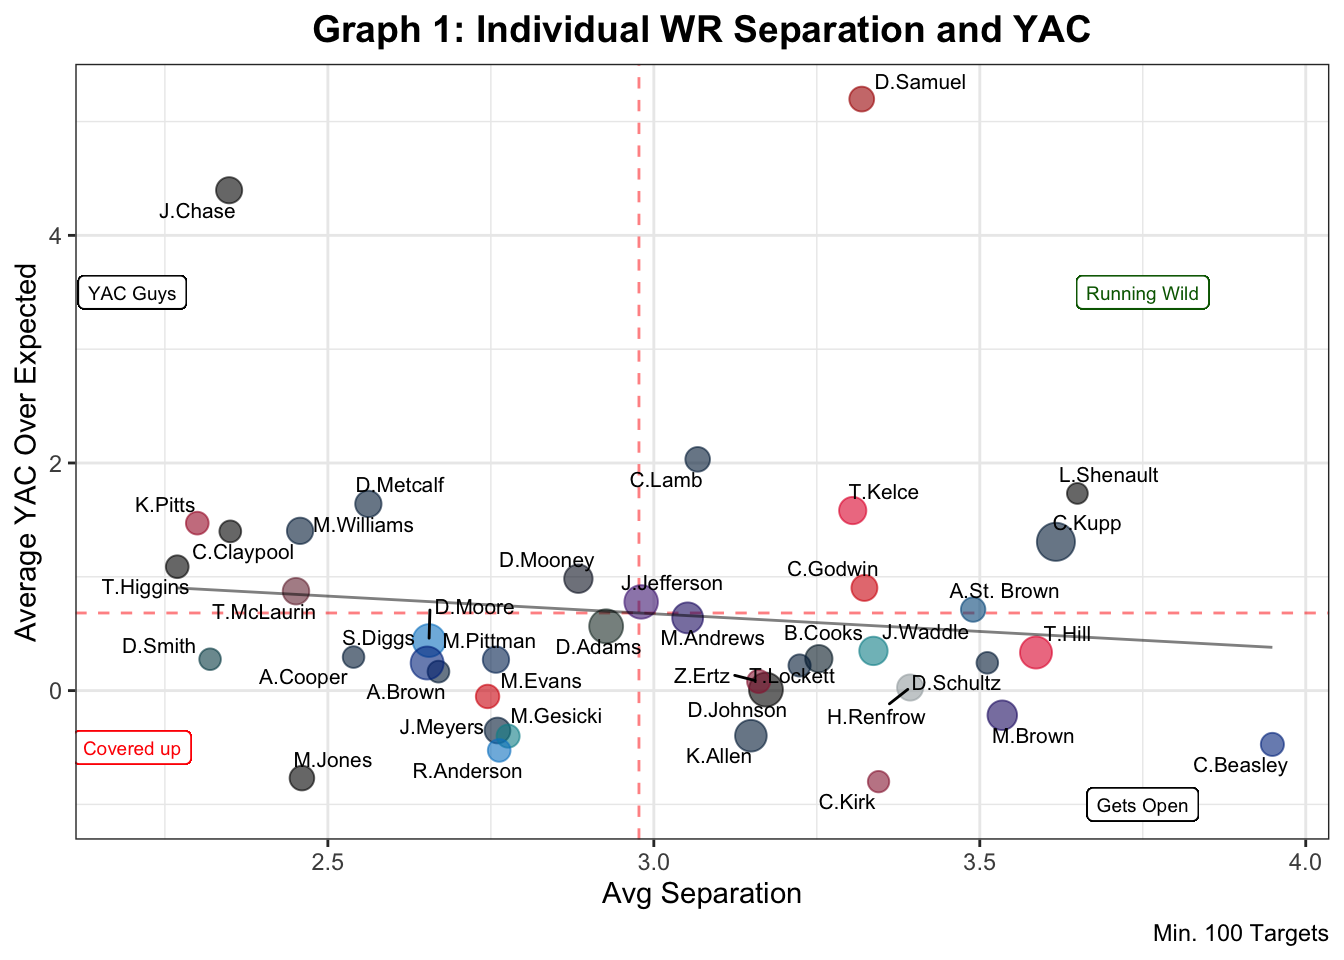 Graph 1: Individual WR Separation and YAC
D.Samuel
J.Chase
4
YAC Guys
Running Wild
Average YAC Over Expected
2
C.Lamb
L.Shenault
D.Metcalf
T.Kelce
K.Pitts
M.Williams
C.Kupp
C.Claypool
D.Mooney
C.Godwin
T.Higgins
J.Jefferson
A.St. Brown
T.McLaurin
D.Moore
S.Diggs
M.Pittman
D.Adams
M.Andrews
B.Cooks
J.Waddle
T.Hill
D.Smith
A.Cooper
A.Brown
M.Evans
Z.Ertz
T.Lockett
D.Schultz
0
D.Johnson
H.Renfrow
M.Gesicki
J.Meyers
M.Brown
Covered up
M.Jones
R.Anderson
K.Allen
C.Beasley
C.Kirk
Gets Open
2.5
3.0
3.5
4.0
Avg Separation
Min. 100 Targets